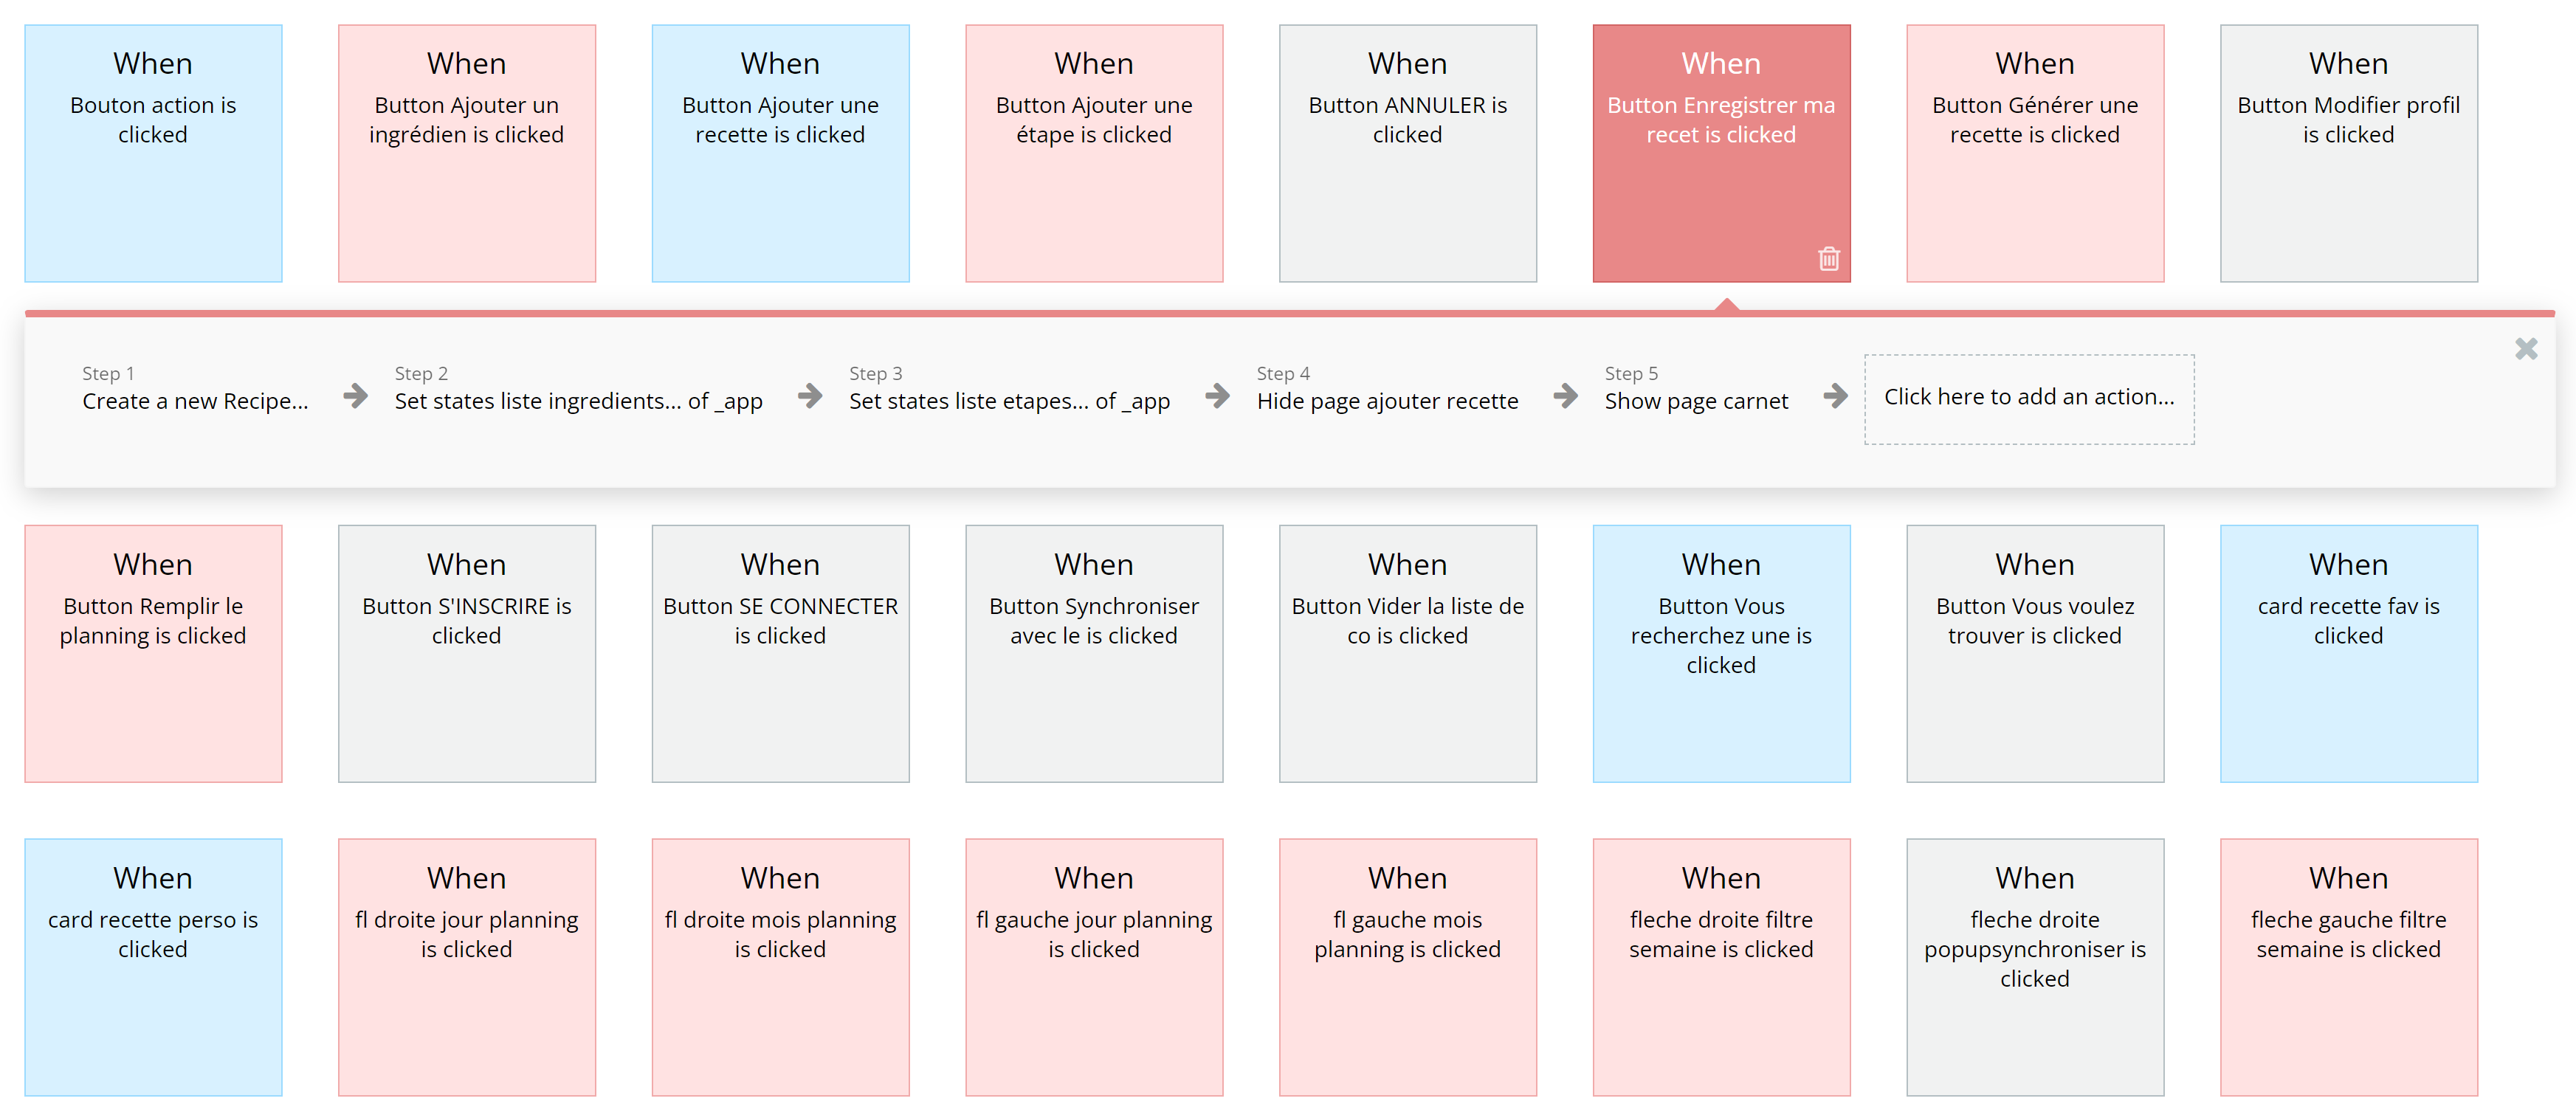 When
Bouton action is
clicked
When
Button Ajouter un
ingrédien is clicked
When
Button Ajouter une
recette is clicked
When
Button Ajouter une
étape is clicked
When
Button ANNULER is
clicked
When
Button Enregistrer ma
recet is clicked
When
Button Générer une
recette is clicked
When
Button Modifier profil
is clicked
Step 1
Create a new Recipe...
Step 2
Set states liste ingredients... of _app
Step 3
Set states liste etapes... of _app
Step 4
Hide page ajouter recette
Step 5
Show page carnet
Click here to add an action...
When
Button Remplir le
planning is clicked
When
Button S'INSCRIRE is
clicked
When
Button SE CONNECTER
is clicked
When
Button Synchroniser
avec le is clicked
When
Button Vider la liste de
co is clicked
When
Button Vous
recherchez une is
clicked
When
Button Vous voulez
trouver is clicked
When
card recette fav is
clicked
When
card recette perso is
clicked
When
fl droite jour planning
is clicked
When
fl droite mois planning
is clicked
When
fl gauche jour planning
is clicked
When
fl gauche mois
planning is clicked
When
fleche droite filtre
semaine is clicked
When
fleche droite
popupsynchroniser is
clicked
When
fleche gauche filtre
semaine is clicked